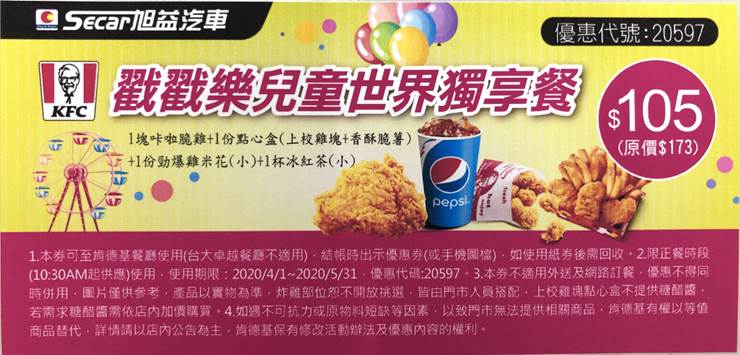 Secar旭益汽車
優惠代號:20597
KFC
戳戳樂兒童世界獨享餐
1塊咔啦脆雞+1份點心盒(上校雞塊+香酥脆薯)
+1份勁爆雞米花(小)+1杯冰紅茶(小)
$105
(原價$173)
pepsi
1.本券可至肯德基餐廳使用(台大卓越餐廳不適用)，結帳時出示優惠券(或手機圖檔)，如使用紙券後需回收。2.限正餐時段
(10:30AM起供應)使用，使用期限：2020/4/1~2020/5/31，優惠代碼:20597。3.本券不適用外送及網路訂餐，優惠不得同
時併用，圖片僅供參考，產品以實物為準，炸雞部位恕不開放挑選，皆由門市人員搭配，上校雞塊點心盒不提供糖醋醬，
若需求糖醋醬需依店內加價購買。4.如遇不可抗力或原物料短缺等因素，以致門市無法提供相關商品，肯德基有權以等值
商品替代，詳情請以店內公告為主，肯德基保有修改活動辦法及優惠內容的權利。